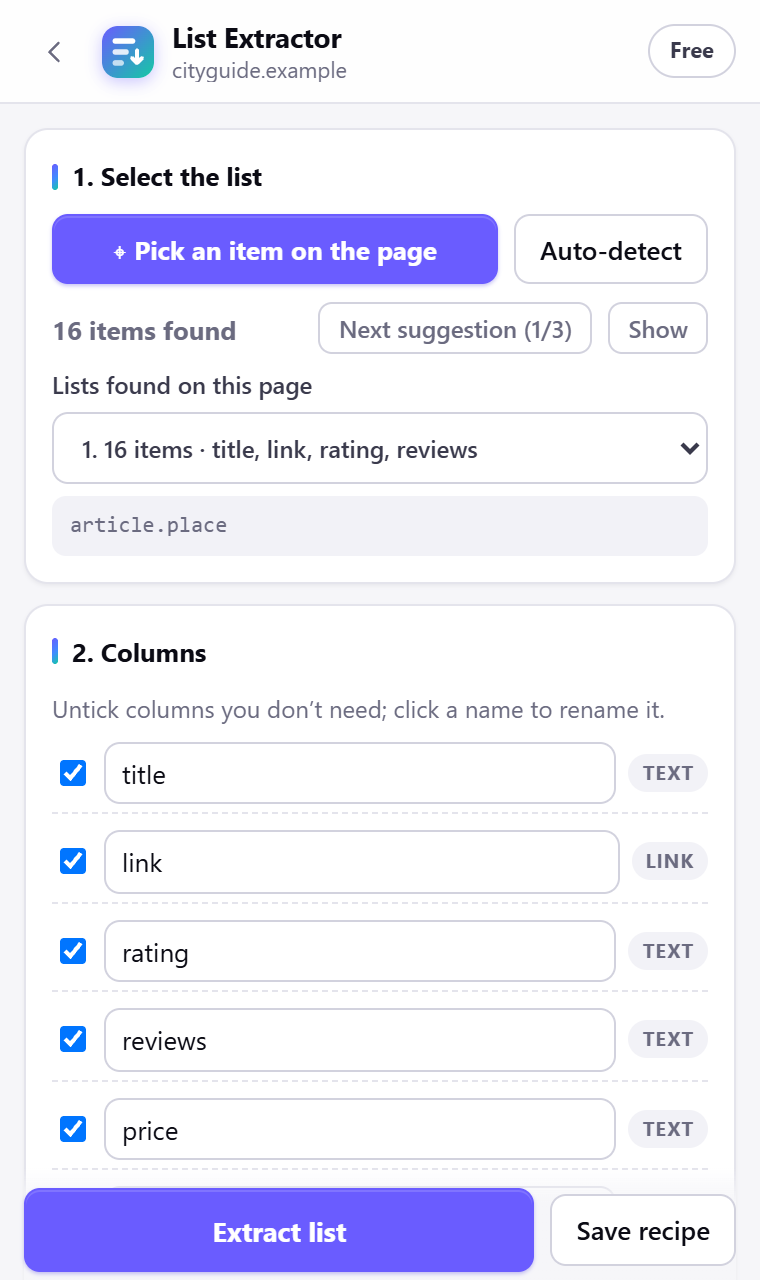 List Extractor
cityguide.example
Free
1. Select the list
⌖ Pick an item on the page
Auto-detect
16 items found
Next suggestion (1/3)
Show
Lists found on this page
1. 16 items · title, link, rating, reviews
article.place
2. Columns
Untick columns you don’t need; click a name to rename it.
title
TEXT
link
LINK
rating
TEXT
reviews
TEXT
price
TEXT
Extract list
Save recipe